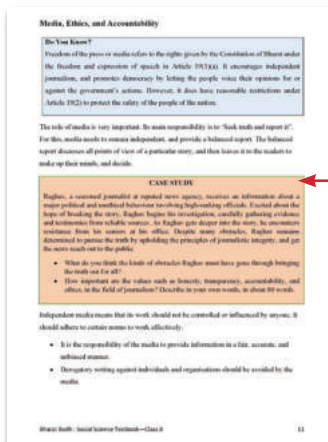 Media, Ethics, and Accountability
Do You Know?
Freedom of the press or media refers to the rights given by the Constitution of Bharat under
the freedom and expression of speech in Article 19(1)(a). It encourages independent
journalism, and promotes democracy by letting the people voice their opinions for or
against the government's actions. However, it does have reasonable restrictions under
Article 19(2) to protect the safety of the people of the nation.
The role of media is very important. Its main responsibility is to "Seek truth and report it".
For this, media needs to remain independent, and provide a balanced report. The balanced
report discusses all points of view of a particular story, and then leaves it to the readers to
make up their minds, and decide.
CASE STUDY
Raghav, a seasoned journalist at reputed news agency, receives an information about a
major political and unethical behaviour involving high-ranking officials. Excited about the
hope of breaking the story, Raghav begins his investigation, carefully gathering evidence
and testimonies from reliable sources. As Raghav gets deeper into the story, he encounters
resistance from his seniors at his office. Despite many obstacles, Raghav remains
determined to pursue the truth by upholding the principles of journalistic integrity, and get
the news reach out to the public.
• What do you think the kinds of obstacles Raghav must have gone through bringing
the truth out for all?
• How important are the values such as honesty, transparency, accountability, and
ethics, in the field of journalism? Describe in your own words, in about 80 words.
Independent media means that its work should not be controlled or influenced by anyone. It
should adhere to certain norms to work effectively.
• It is the responsibility of the media to provide information in a fair, accurate, and
unbiased manner.
• Derogatory writing against individuals and organisations should be avoided by the
media.
Social Science Textbook—Class 8
11